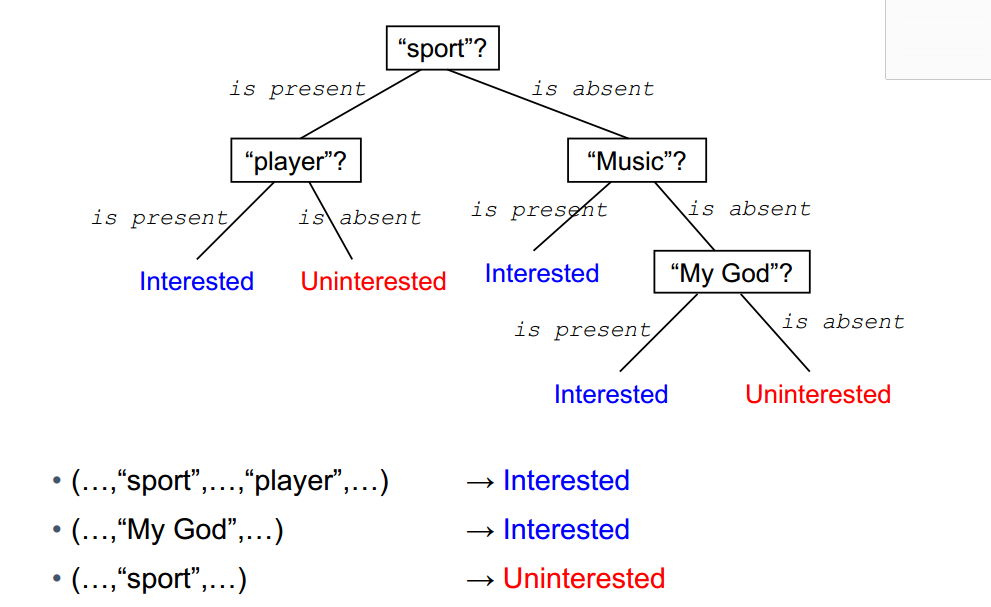 “sport”?
is present
is absent
“player”?
“Music”?
is present
is absent
is present
is absent
Interested
Uninterested
Interested
“My God”?
is present
is absent
Interested
Uninterested
• (…,“sport”,…,“player”,…) → Interested
• (…,“My God”,…) → Interested
• (…,“sport”,…) → Uninterested